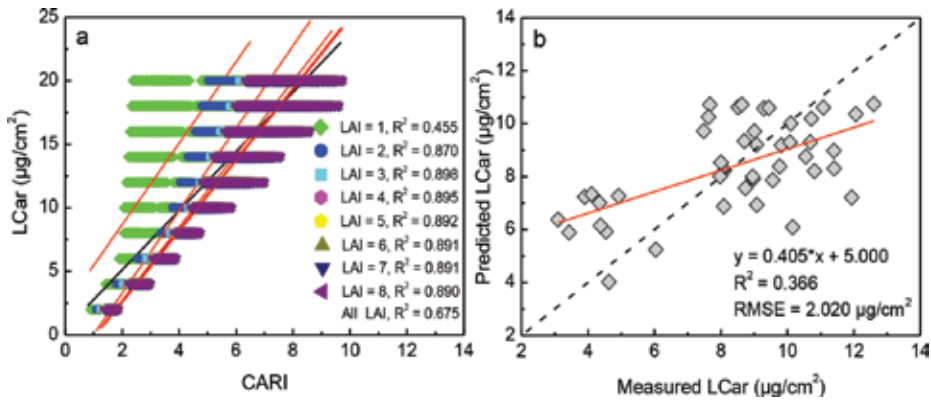 a
LCar (µg/cm²)
25
20
15
10
5
0
0 2 4 6 8 10 12 14
CARI
LAI = 1, R² = 0.455
LAI = 2, R² = 0.870
LAI = 3, R² = 0.898
LAI = 4, R² = 0.895
LAI = 5, R² = 0.892
LAI = 6, R² = 0.891
LAI = 7, R² = 0.891
LAI = 8, R² = 0.890
All LAI, R² = 0.675
b
Predicted LCar (µg/cm²)
14
12
10
8
6
4
2
2 4 6 8 10 12 14
Measured LCar (µg/cm²)
y = 0.405*x + 5.000
R² = 0.366
RMSE = 2.020 µg/cm²